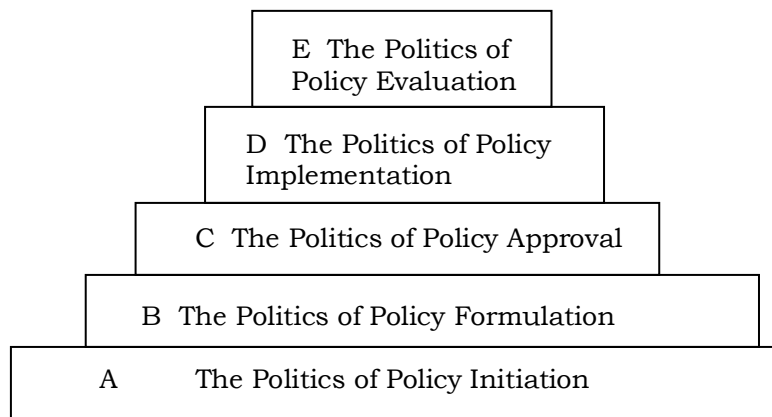 E The Politics of
Policy Evaluation
D The Politics of Policy
Implementation
C The Politics of Policy Approval
B The Politics of Policy Formulation
A The Politics of Policy Initiation